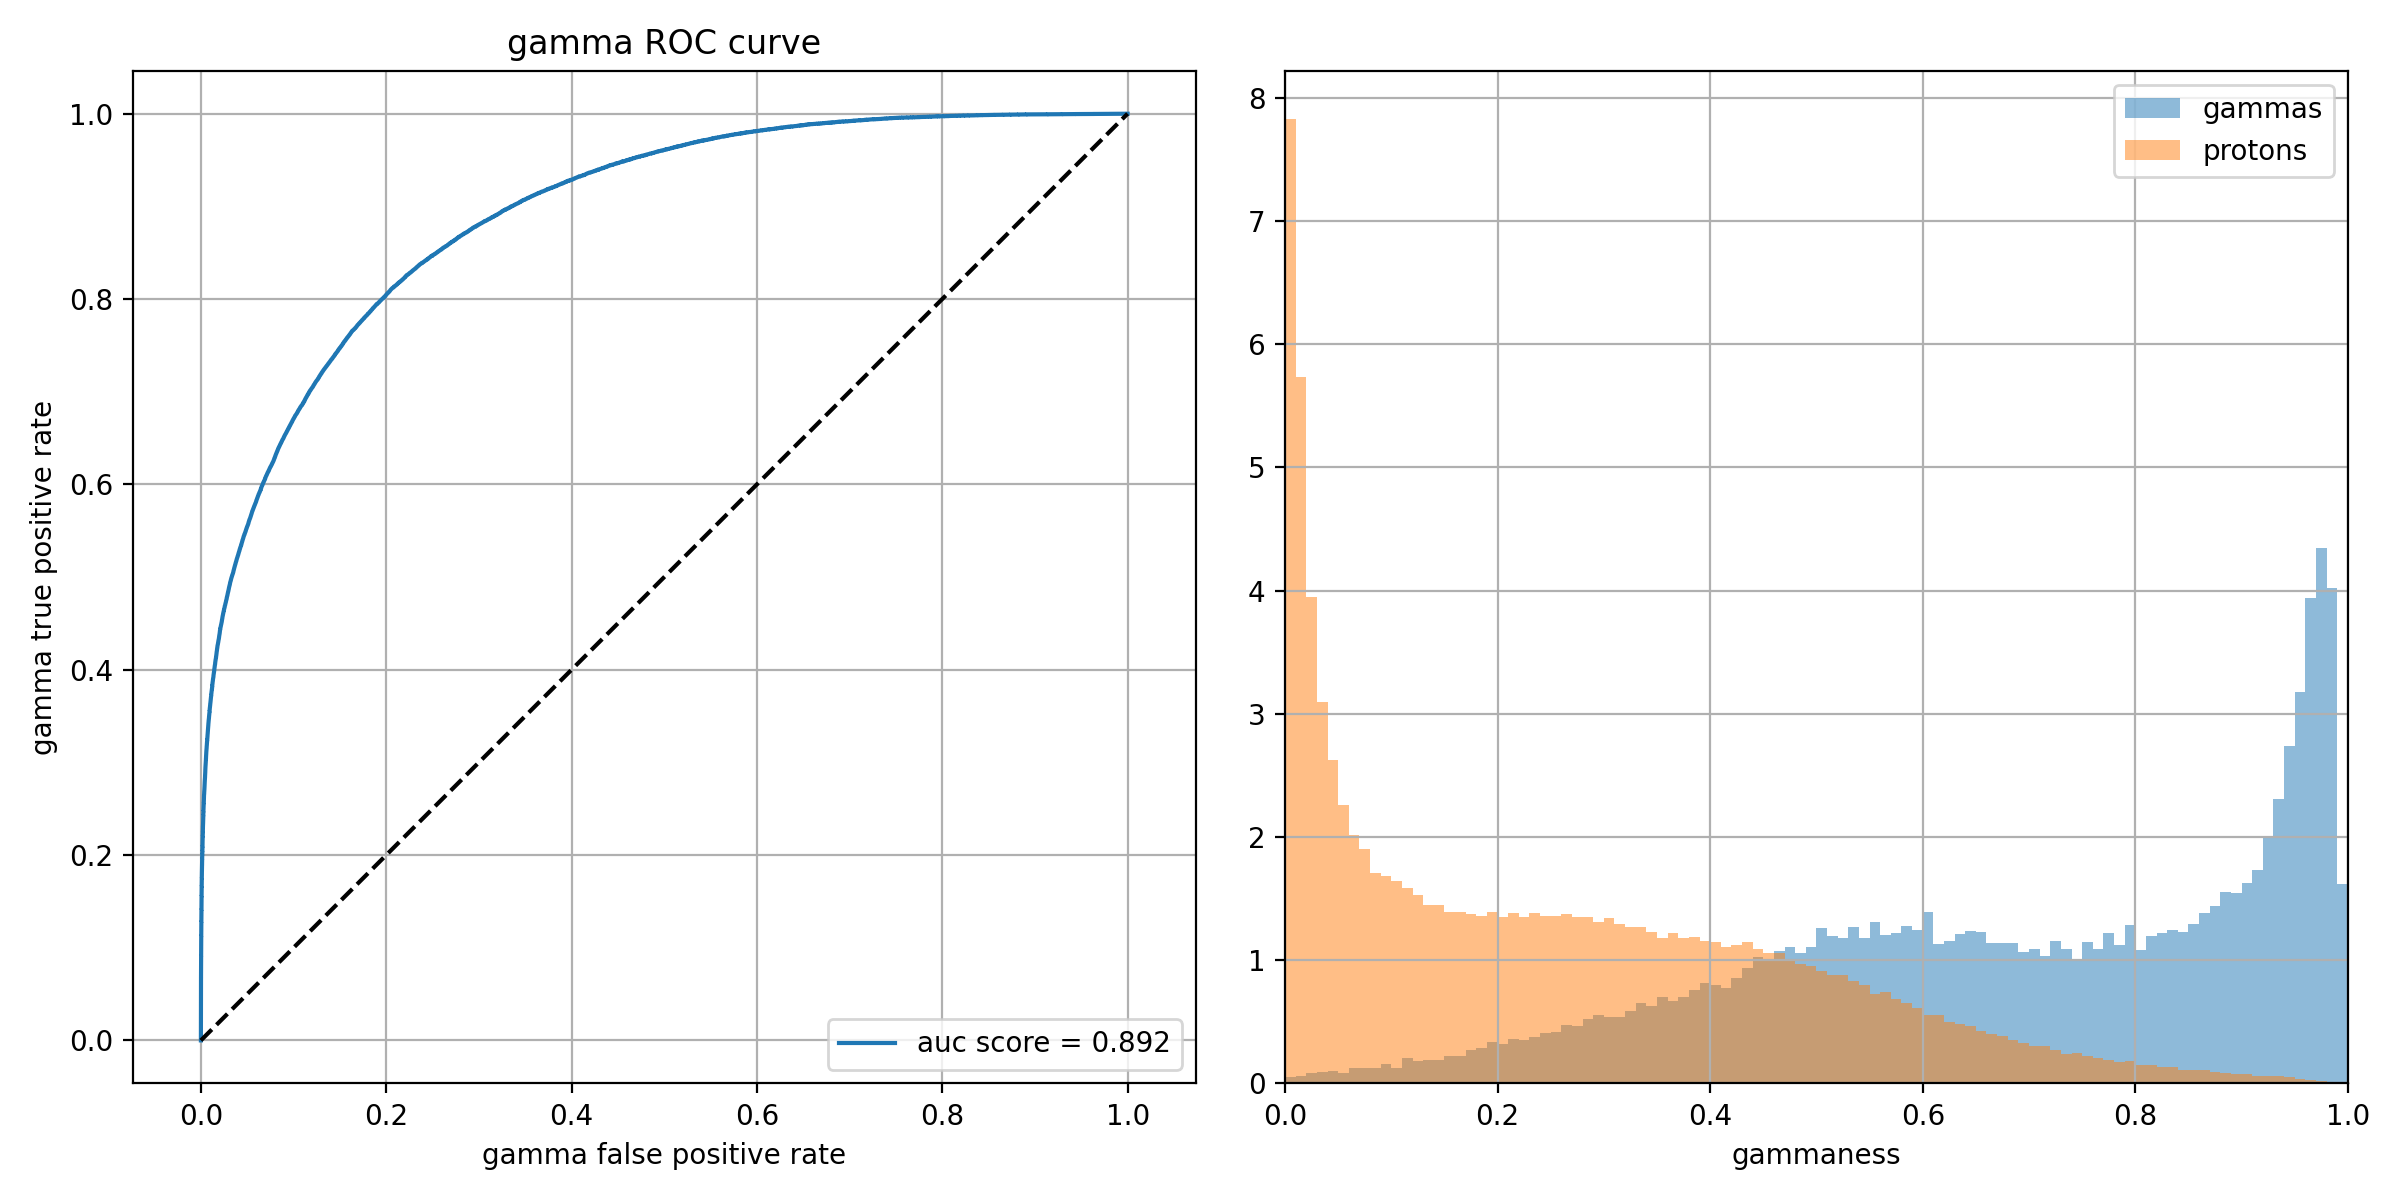 gamma ROC curve
gamma true positive rate
1.0
0.8
0.6
0.4
0.2
0.0
auc score = 0.892
0.0 0.2 0.4 0.6 0.8 1.0
gamma false positive rate
gammas
protons
8
7
6
5
4
3
2
1
0
0.0 0.2 0.4 0.6 0.8 1.0
gammaness